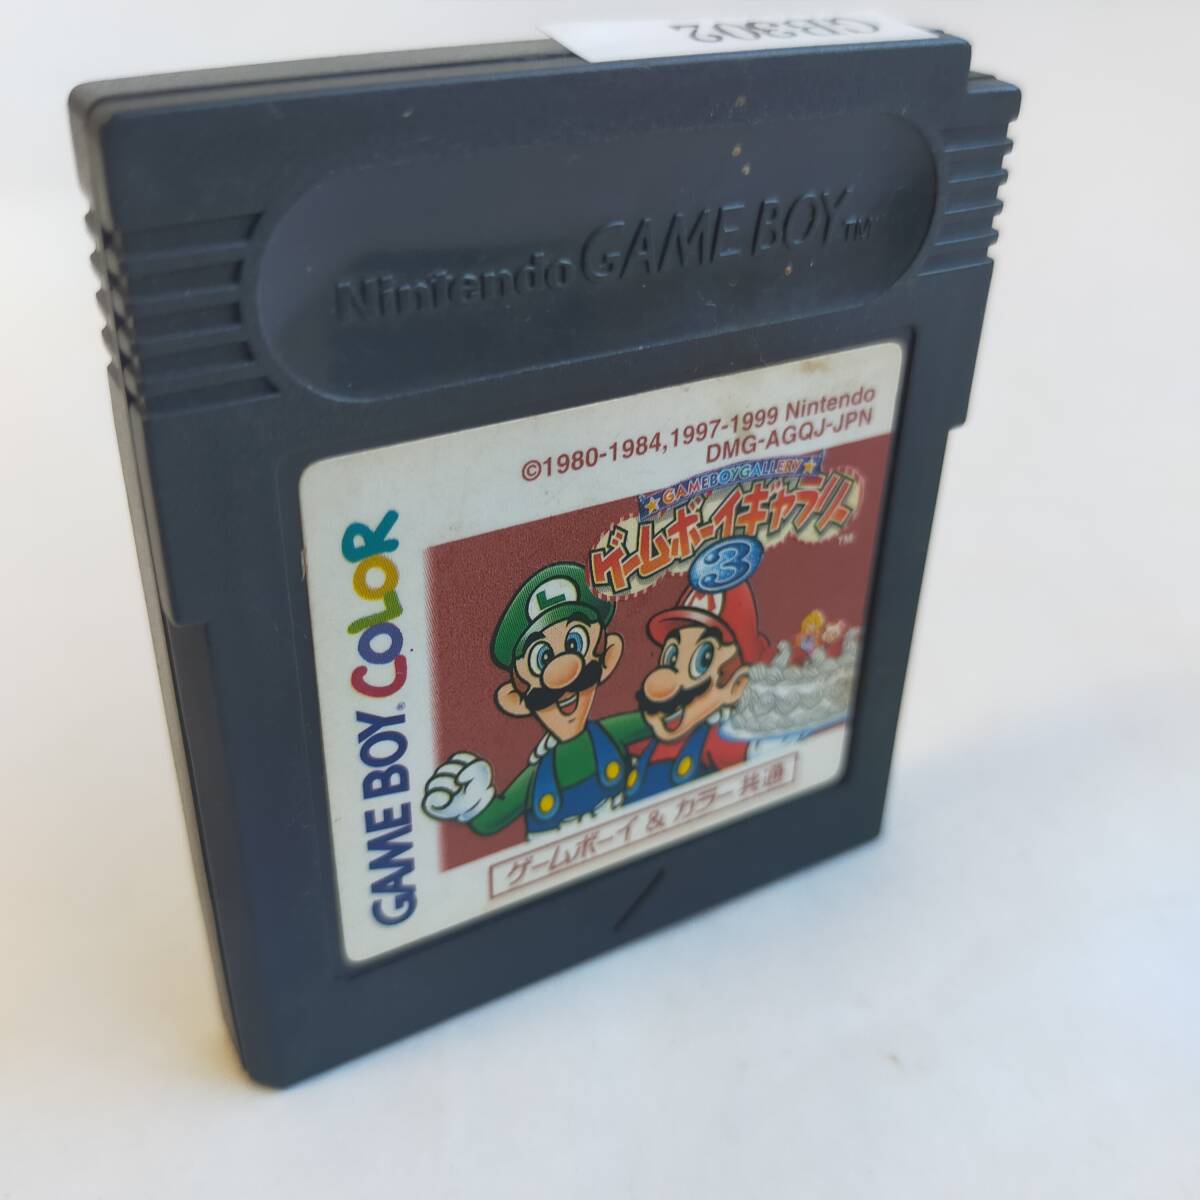 GB302
Nintendo GAME BOY™
©1980-1984,1997-1999 Nintendo
DMG-AGQJ-JPN
GAMEBOYGALLERY
ゲームボーイギャラリー
3
TM
L
M
GAME BOY® COLOR
ゲームボーイ & カラー 共通